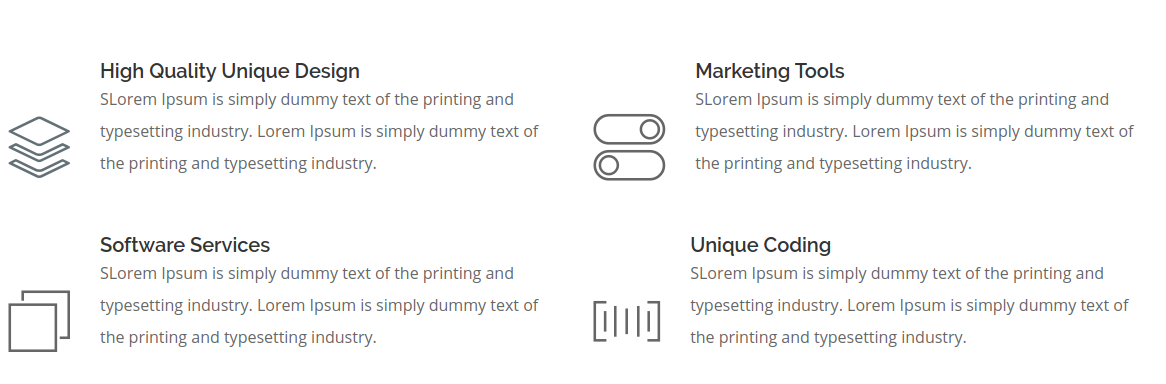 High Quality Unique Design
SLorem Ipsum is simply dummy text of the printing and
typesetting industry. Lorem Ipsum is simply dummy text of
the printing and typesetting industry.
Marketing Tools
SLorem Ipsum is simply dummy text of the printing and
typesetting industry. Lorem Ipsum is simply dummy text of
the printing and typesetting industry.
Software Services
SLorem Ipsum is simply dummy text of the printing and
typesetting industry. Lorem Ipsum is simply dummy text of
the printing and typesetting industry.
Unique Coding
SLorem Ipsum is simply dummy text of the printing and
typesetting industry. Lorem Ipsum is simply dummy text of
the printing and typesetting industry.